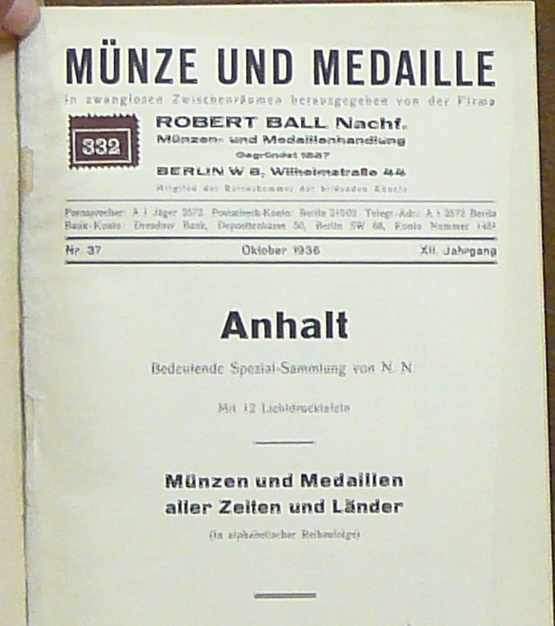 MÜNZE UND MEDAILLE
In zwanglosen Zwischenräumen herausgegeben von der Firma
332
ROBERT BALL Nachf.
Münzen- und Medaillenhandlung
Gegründet 1887
BERLIN W 8, Wilhelmstraße 44
Mitglied der Reichskammer der bildenden Künste
Fernsprecher: A 1 Jäger 2572 Postscheck-Konto: Berlin Telegr.-Adr.: A 1 2572 Berlin
Bank-Konto: Dresdner Bank, Depositenkasse 50, Berlin SW 68, Konto Nummer
Nr. 37 Oktober 1936 XII. Jahrgang
Anhalt
Bedeutende Spezial-Sammlung von N. N
Mit 12 Lichtdrucktafeln
Münzen und Medaillen
aller Zeiten und Länder
(in alphabetischer Reihenfolge)